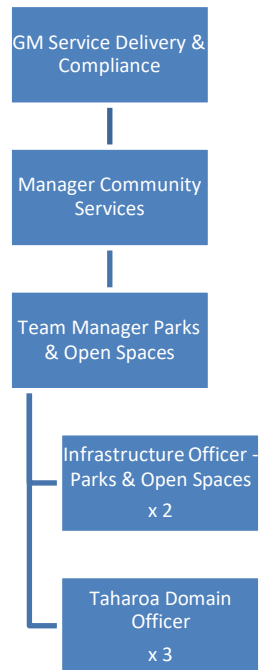 GM Service Delivery &
Compliance
Manager Community
Services
Team Manager Parks
& Open Spaces
Infrastructure Officer -
Parks & Open Spaces
x 2
Taharoa Domain
Officer
x 3